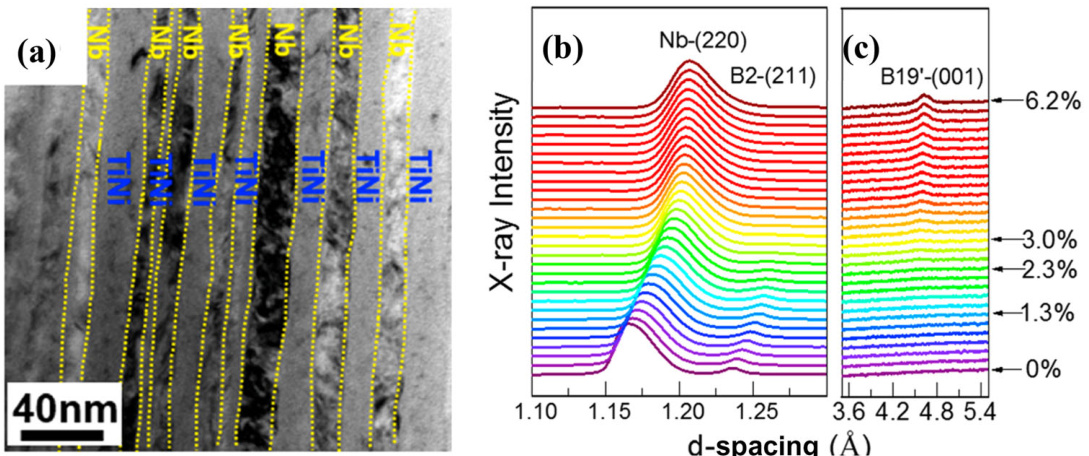 (a)
Nb Nb Nb Nb Nb Nb Nb
TiNi TiNi TiNi TiNi TiNi TiNi TiNi
40nm
(b)
Nb-(220)
B2-(211)
X-ray Intensity
1.10 1.15 1.20 1.25
(c)
B19'-(001)
6.2%
3.0%
2.3%
1.3%
0%
3.6 4.2 4.8 5.4
d-spacing (Å)